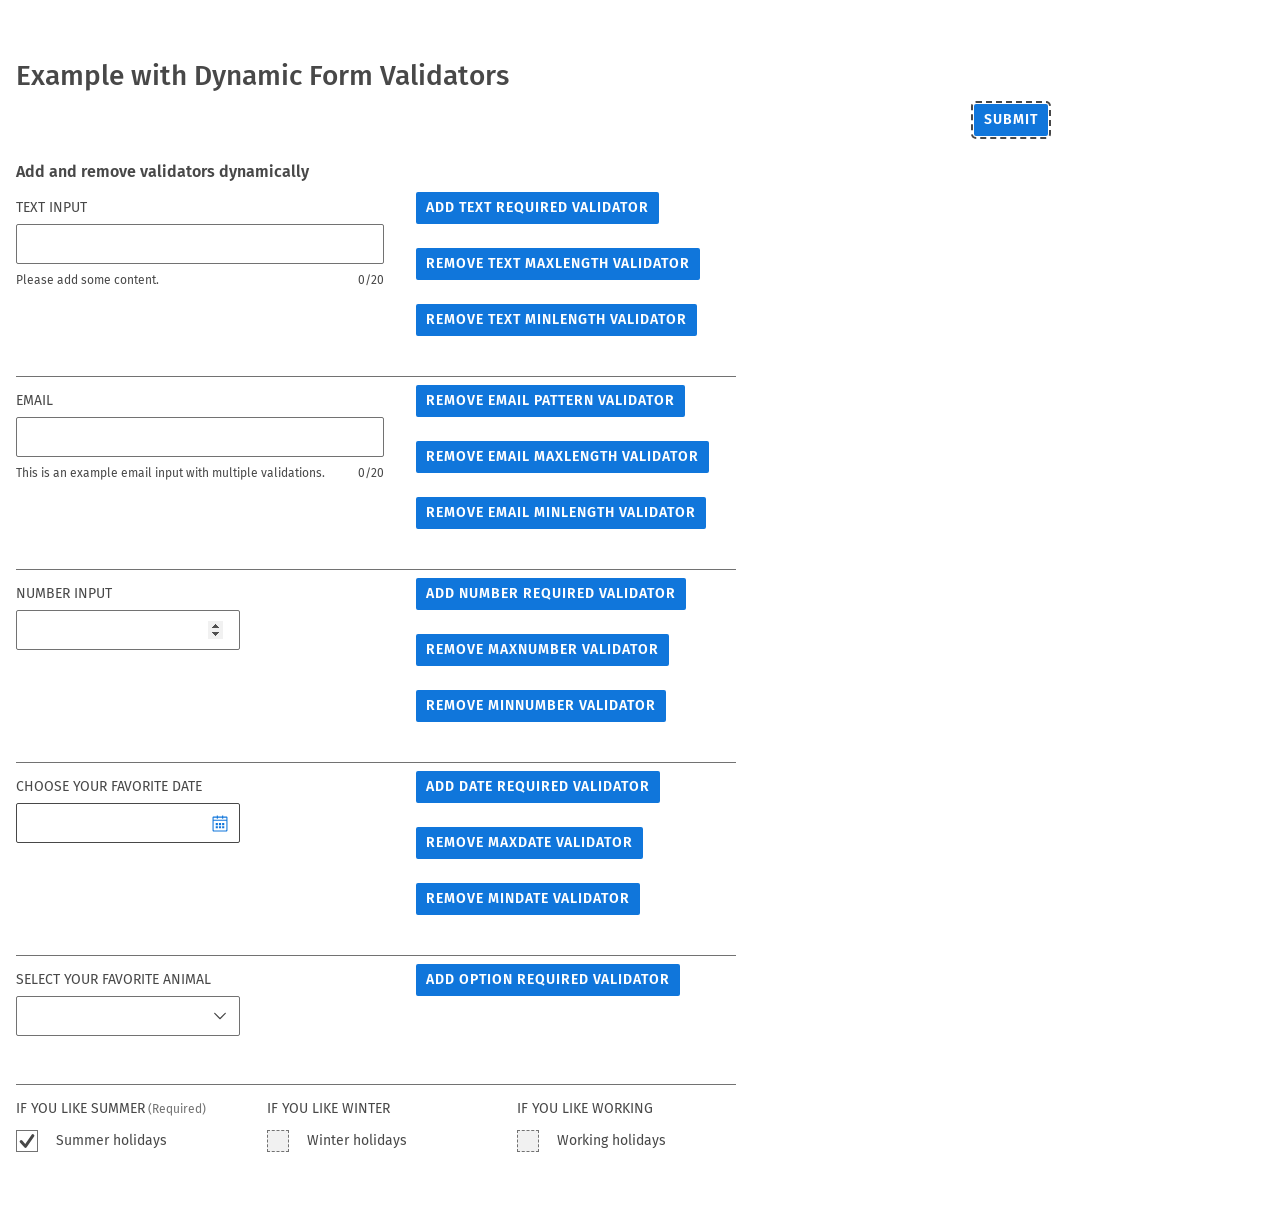 Example with Dynamic Form Validators
SUBMIT
Add and remove validators dynamically
TEXT INPUT
ADD TEXT REQUIRED VALIDATOR
REMOVE TEXT MAXLENGTH VALIDATOR
Please add some content. 0/20
REMOVE TEXT MINLENGTH VALIDATOR
EMAIL
REMOVE EMAIL PATTERN VALIDATOR
REMOVE EMAIL MAXLENGTH VALIDATOR
This is an example email input with multiple validations. 0/20
REMOVE EMAIL MINLENGTH VALIDATOR
NUMBER INPUT
ADD NUMBER REQUIRED VALIDATOR
REMOVE MAXNUMBER VALIDATOR
REMOVE MINNUMBER VALIDATOR
CHOOSE YOUR FAVORITE DATE
ADD DATE REQUIRED VALIDATOR
REMOVE MAXDATE VALIDATOR
REMOVE MINDATE VALIDATOR
SELECT YOUR FAVORITE ANIMAL
ADD OPTION REQUIRED VALIDATOR
IF YOU LIKE SUMMER (Required)
IF YOU LIKE WINTER
IF YOU LIKE WORKING
Summer holidays
Winter holidays
Working holidays